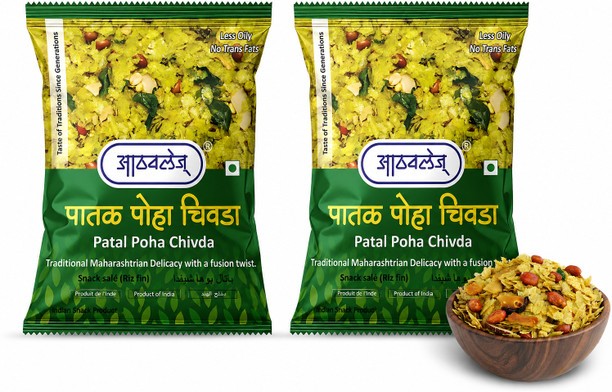 Less Oily
No Trans Fats
Taste of Traditions Since Generations
आठवलेज् ®
पातळ पोहा चिवडा
Patal Poha Chivda
Traditional Maharashtrian Delicacy with a fusion twist.
Snack salé (Riz fin)
Produit de l'Inde
Product of India
Indian Snack Product
Less Oily
No Trans Fats
Taste of Traditions Since Generations
आठवलेज् ®
पातळ पोहा चिवडा
Patal Poha Chivda
Traditional Maharashtrian Delicacy with a fusion
Snack salé (Riz fin)
Produit de l'Inde
Product of India